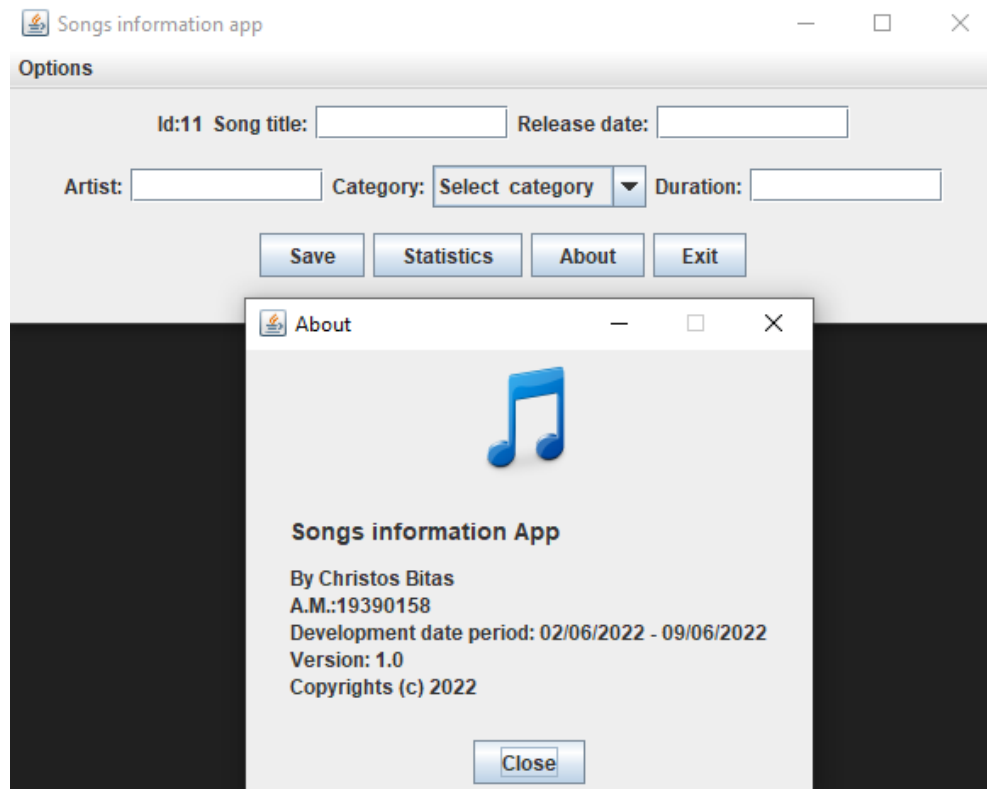 Songs information app
Options
Id:11 Song title: Release date:
Artist: Category: Select category Duration:
Save Statistics About Exit
About
Songs information App
By Christos Bitas
A.M.:19390158
Development date period: 02/06/2022 - 09/06/2022
Version: 1.0
Copyrights (c) 2022
Close